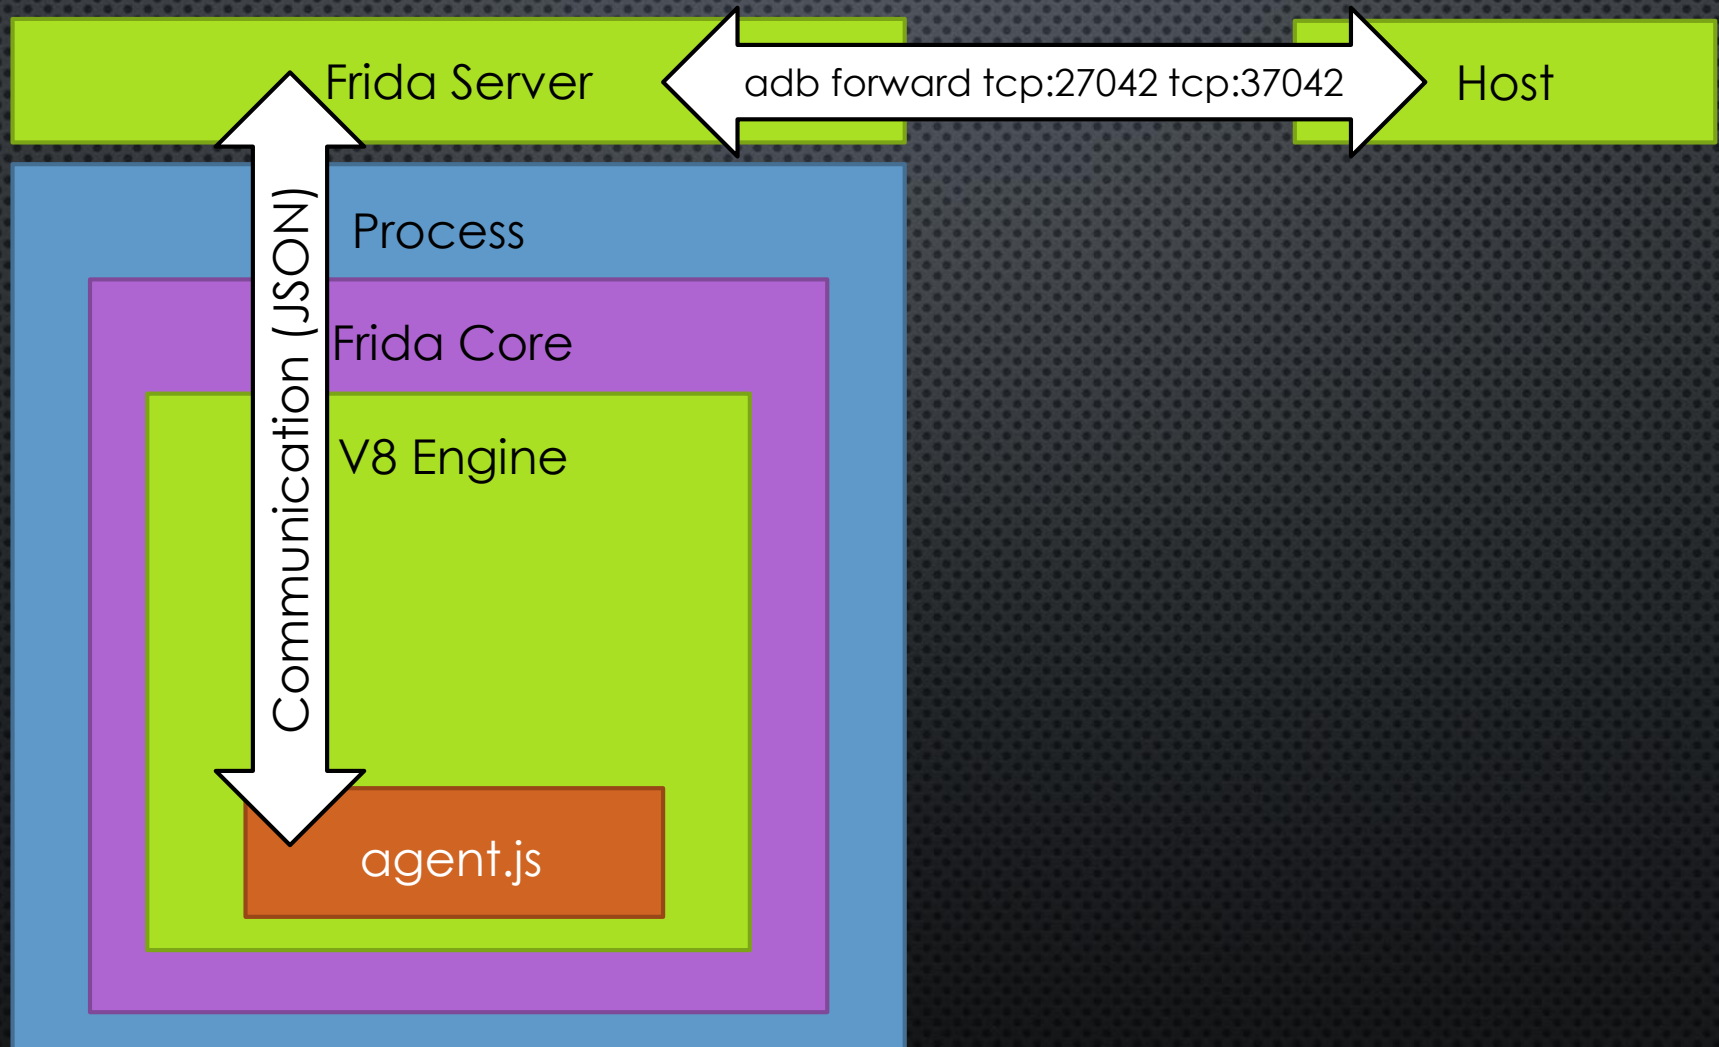 Frida Server
adb forward tcp:27042 tcp:37042
Host
Process
Communication (JSON)
Frida Core
V8 Engine
agent.js